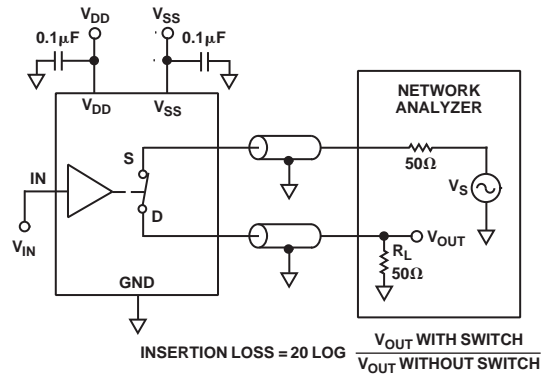 VDD
VSS
0.1µF
0.1µF
VDD
VSS
NETWORK
ANALYZER
S
50Ω
VS
IN
D
VOUT
VIN
RL
50Ω
GND
INSERTION LOSS = 20 LOG VOUT WITH SWITCH
VOUT WITHOUT SWITCH